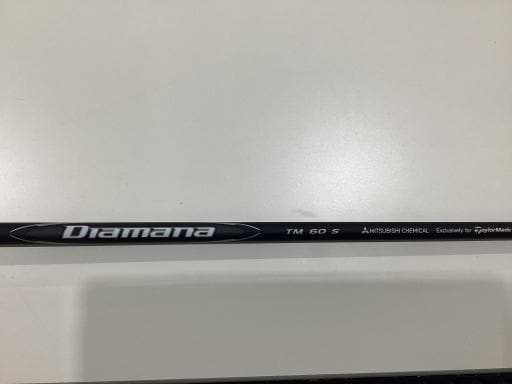 Diamana TM 60 S MITSUBISHI CHEMICAL Exclusively for TaylorMade